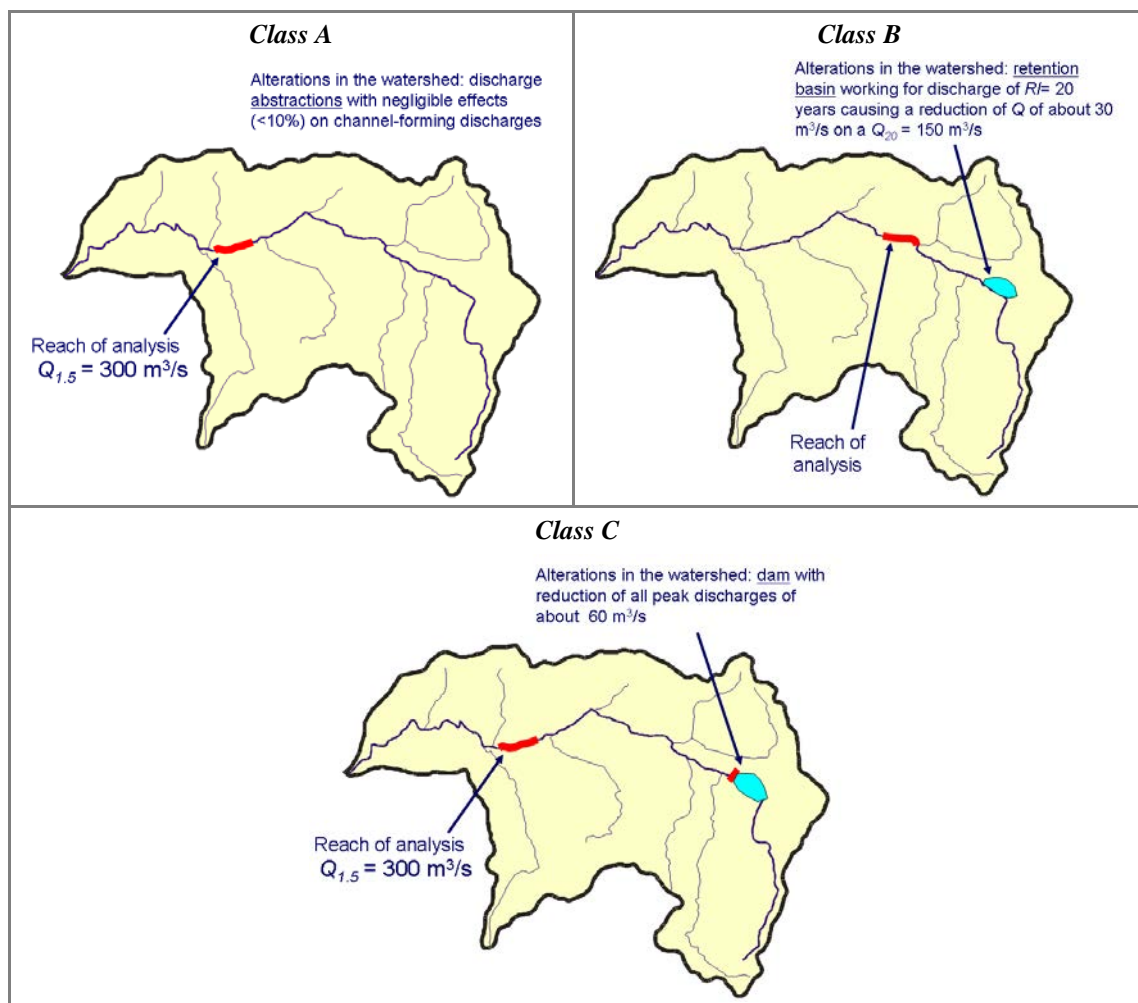 Class A
Alterations in the watershed: discharge
abstractions with negligible effects
(<10%) on channel-forming discharges
Reach of analysis
Q1.5 = 300 m³/s
Class B
Alterations in the watershed: retention
basin working for discharge of RI= 20
years causing a reduction of Q of about 30
m³/s on a Q20 = 150 m³/s
Reach of
analysis
Class C
Alterations in the watershed: dam with
reduction of all peak discharges of
about 60 m³/s
Reach of analysis
Q1.5 = 300 m³/s